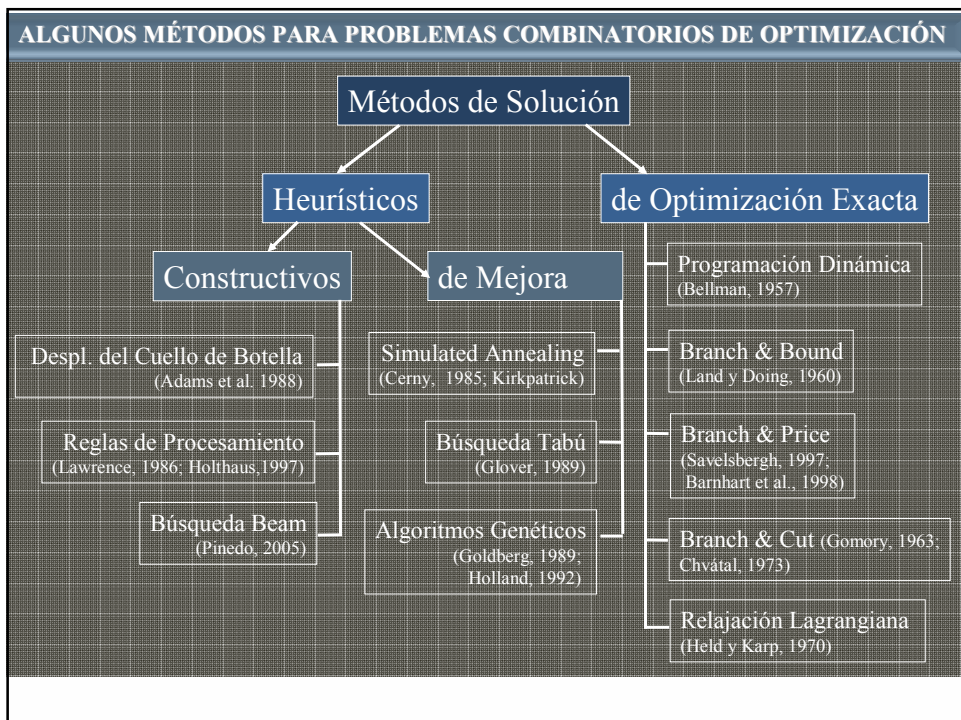 ALGUNOS MÉTODOS PARA PROBLEMAS COMBINATORIOS DE OPTIMIZACIÓN
Métodos de Solución
Heurísticos
de Optimización Exacta
Constructivos
de Mejora
Despl. del Cuello de Botella
(Adams et al. 1988)
Reglas de Procesamiento
(Lawrence, 1986; Holthaus,1997)
Búsqueda Beam
(Pinedo, 2005)
Simulated Annealing
(Cerny, 1985; Kirkpatrick)
Búsqueda Tabú
(Glover, 1989)
Algoritmos Genéticos
(Goldberg, 1989;
Holland, 1992)
Programación Dinámica
(Bellman, 1957)
Branch & Bound
(Land y Doing, 1960)
Branch & Price
(Savelsbergh, 1997;
Barnhart et al., 1998)
Branch & Cut (Gomory, 1963;
Chvátal, 1973)
Relajación Lagrangiana
(Held y Karp, 1970)